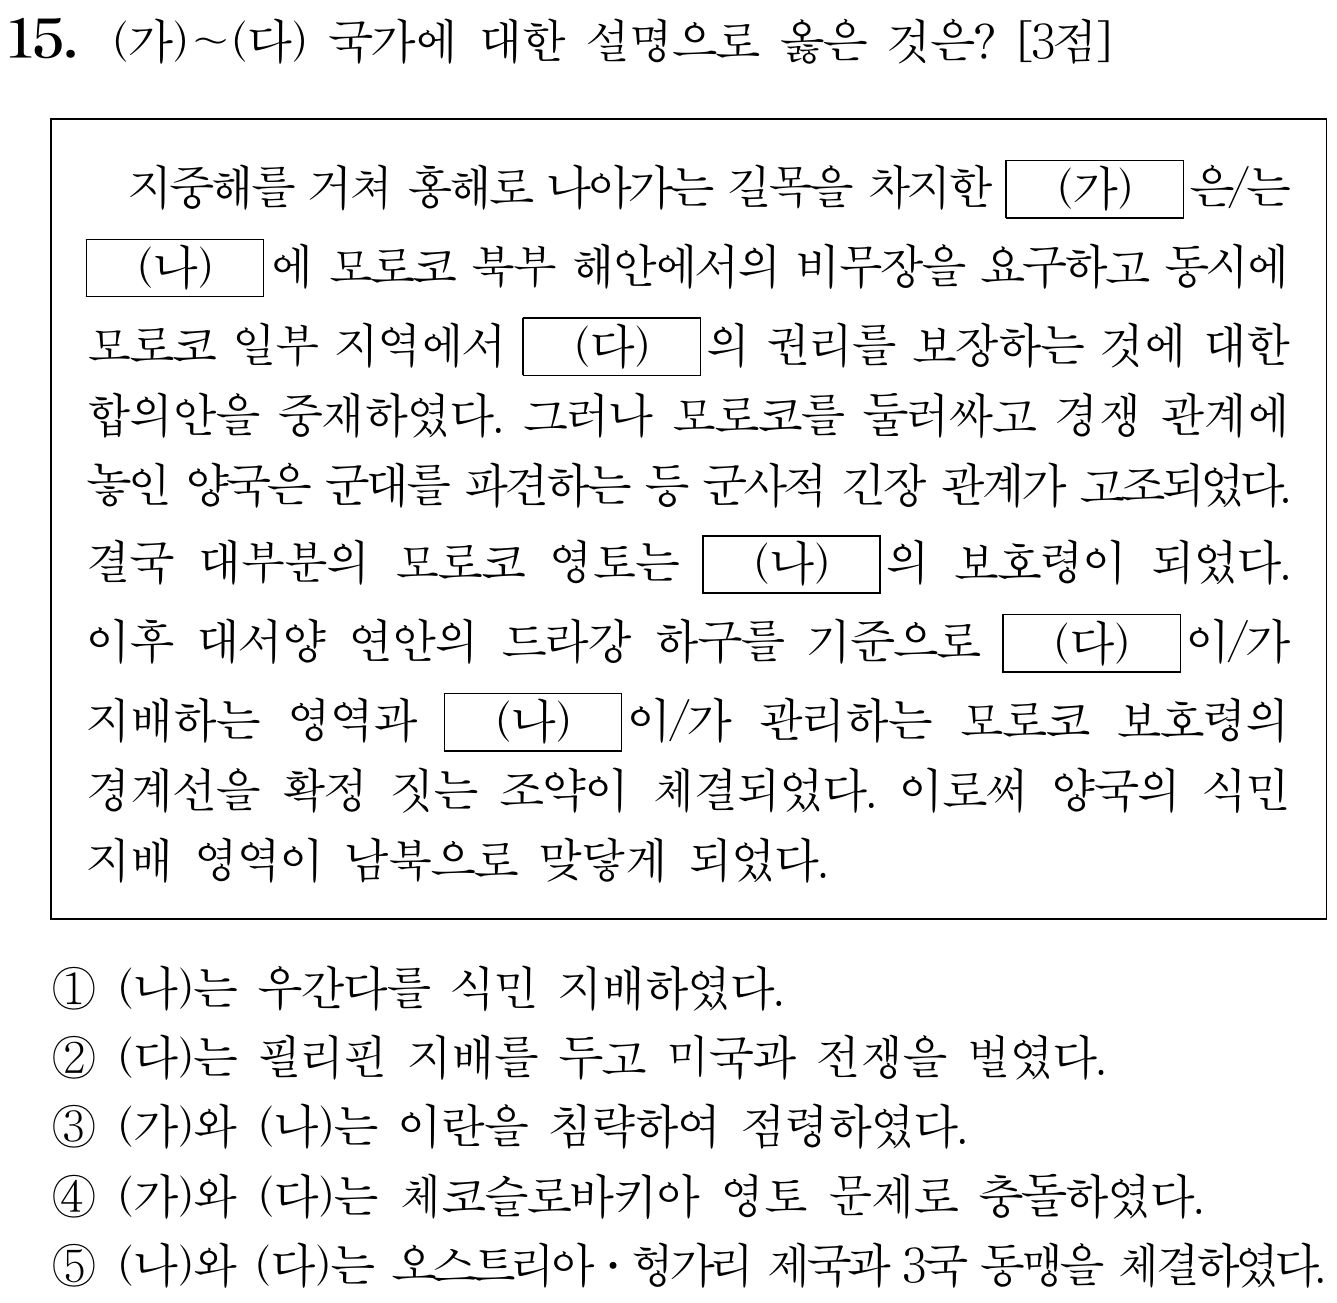 15. (가)~(다) 국가에 대한 설명으로 옳은 것은? [3점]
지중해를 거쳐 홍해로 나아가는 길목을 차지한 (가) 은/는
(나) 에 모로코 북부 해안에서의 비무장을 요구하고 동시에
모로코 일부 지역에서 (다) 의 권리를 보장하는 것에 대한
합의안을 중재하였다. 그러나 모로코를 둘러싸고 경쟁 관계에
놓인 양국은 군대를 파견하는 등 군사적 긴장 관계가 고조되었다.
결국 대부분의 모로코 영토는 (나) 의 보호령이 되었다.
이후 대서양 연안의 드라강 하구를 기준으로 (다) 이/가
지배하는 영역과 (나) 이/가 관리하는 모로코 보호령의
경계선을 확정 짓는 조약이 체결되었다. 이로써 양국의 식민
지배 영역이 남북으로 맞닿게 되었다.
① (나)는 우간다를 식민 지배하였다.
② (다)는 필리핀 지배를 두고 미국과 전쟁을 벌였다.
③ (가)와 (나)는 이란을 침략하여 점령하였다.
④ (가)와 (다)는 체코슬로바키아 영토 문제로 충돌하였다.
⑤ (나)와 (다)는 오스트리아·헝가리 제국과 3국 동맹을 체결하였다.